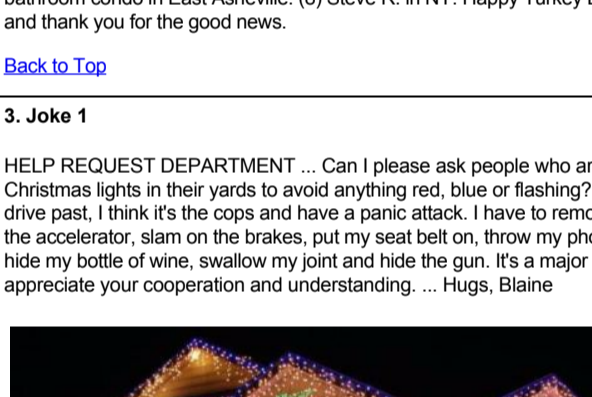 and thank you for the good news.
Back to Top
3. Joke 1
HELP REQUEST DEPARTMENT ... Can I please ask people who
Christmas lights in their yards to avoid anything red, blue or flashing?
drive past, I think it's the cops and have a panic attack. I have to
the accelerator, slam on the brakes, put my seat belt on, throw my
hide my bottle of wine, swallow my joint and hide the gun. It's a major
appreciate your cooperation and understanding. ... Hugs, Blaine